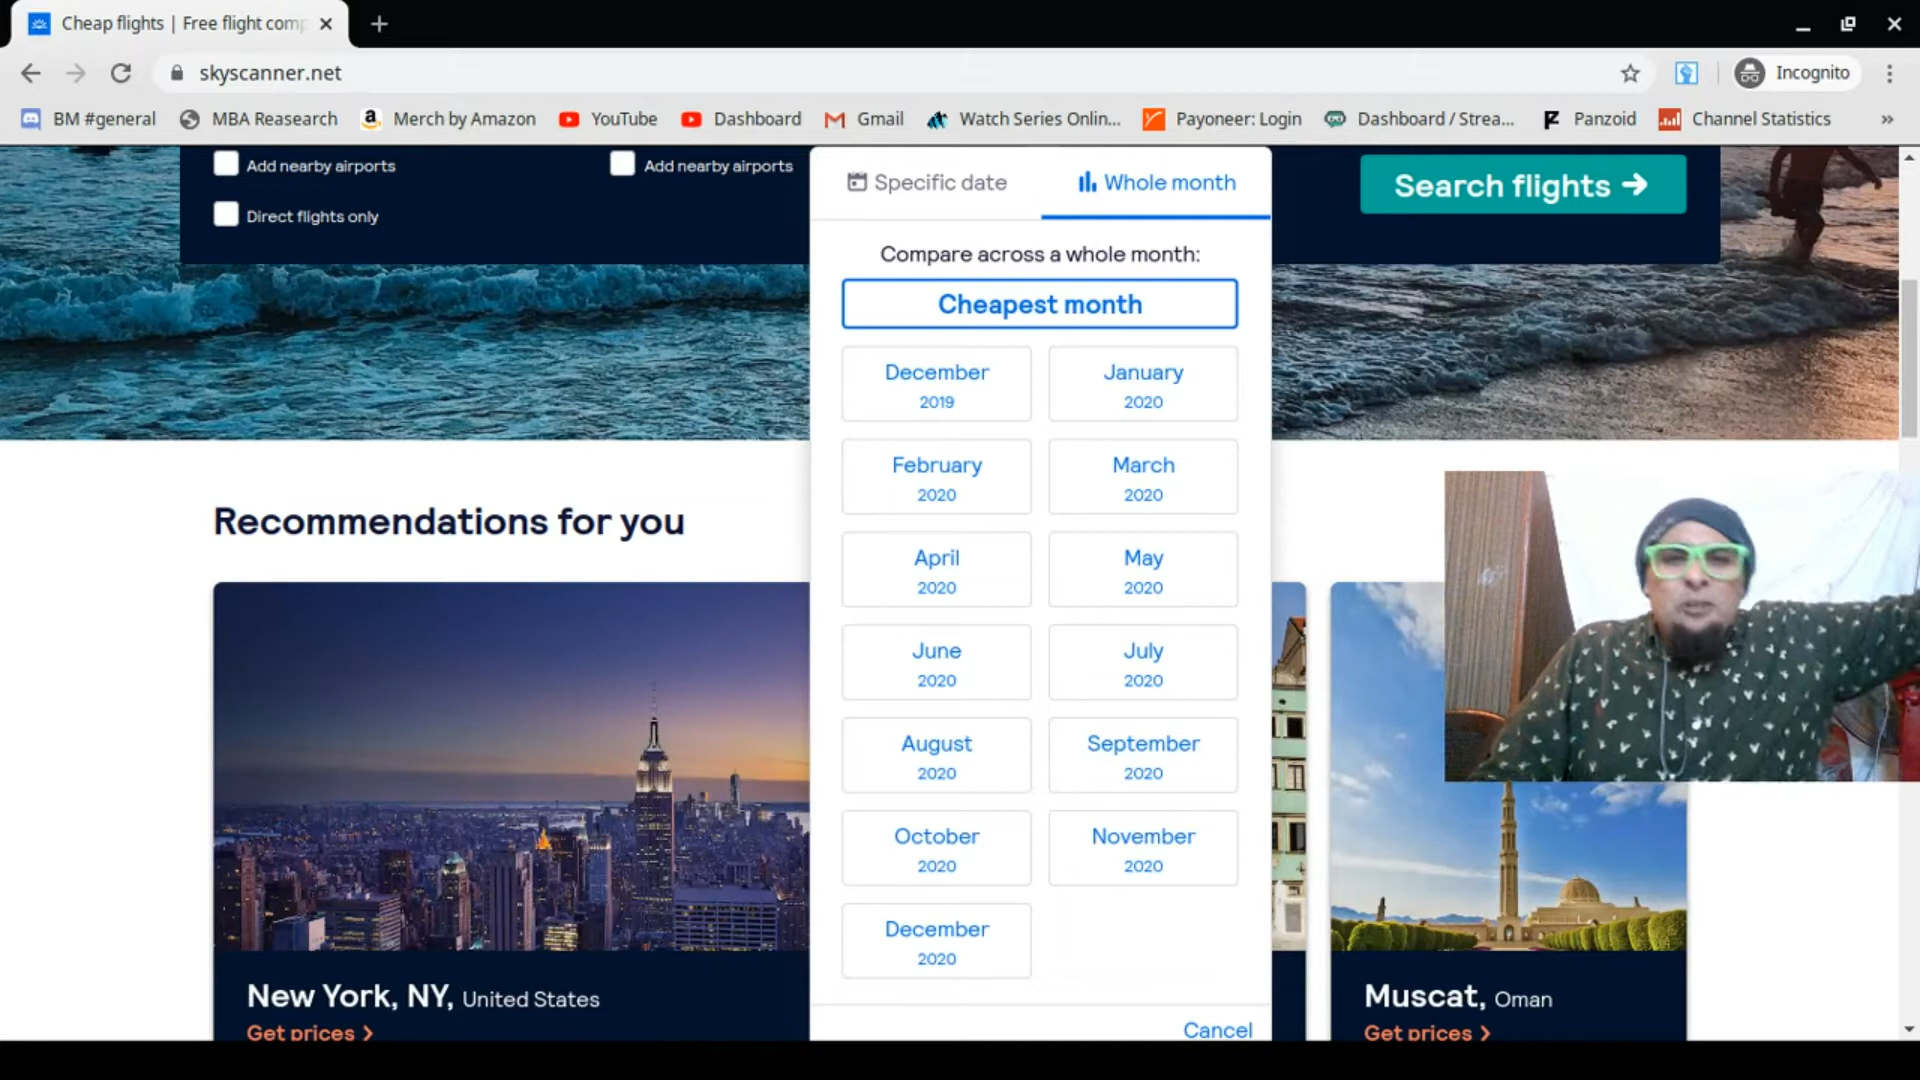 Cheap flights | Free flight comp
skyscanner.net
Incognito
BM #general
MBA Reasearch
Merch by Amazon
YouTube
Dashboard
Gmail
Watch Series Onlin...
Payoneer: Login
Dashboard / Strea...
Panzoid
Channel Statistics
»
Add nearby airports
Add nearby airports
Direct flights only
Specific date
Whole month
Search flights →
Compare across a whole month:
Cheapest month
December
2019
January
2020
February
2020
March
2020
April
2020
May
2020
June
2020
July
2020
August
2020
September
2020
October
2020
November
2020
December
2020
Cancel
Recommendations for you
New York, NY, United States
Get prices >
Muscat, Oman
Get prices >